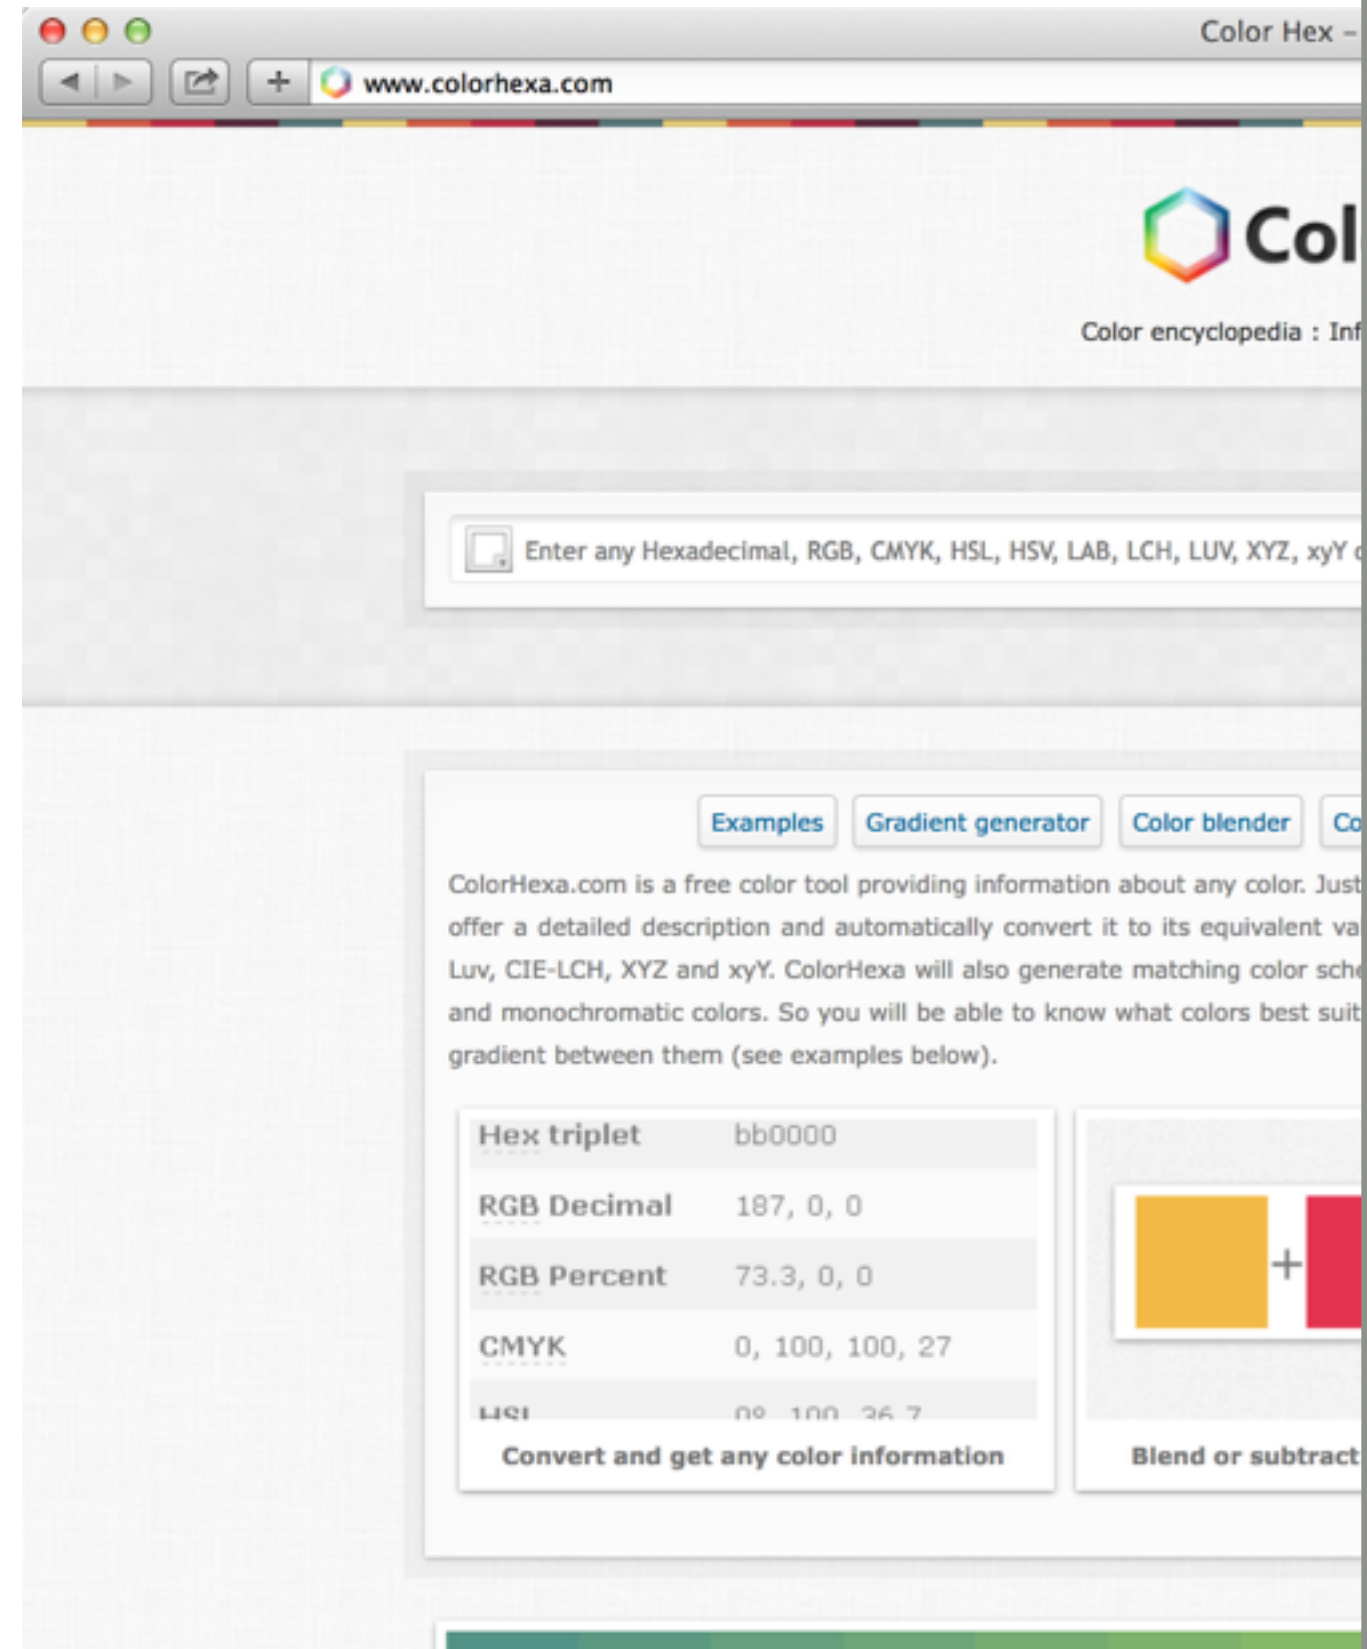 Color Hex –
www.colorhexa.com
Col
Color encyclopedia : Inf
Enter any Hexadecimal, RGB, CMYK, HSL, HSV, LAB, LCH, LUV, XYZ, xyY
Examples Gradient generator Color blender Co
ColorHexa.com is a free color tool providing information about any color. Just
offer a detailed description and automatically convert it to its equivalent va
Luv, CIE-LCH, XYZ and xyY. ColorHexa will also generate matching color sche
and monochromatic colors. So you will be able to know what colors best suit
gradient between them (see examples below).
Hex triplet bb0000
RGB Decimal 187, 0, 0
RGB Percent 73.3, 0, 0
CMYK 0, 100, 100, 27
HSL 0º, 100, 36.7
+
Convert and get any color information
Blend or subtract